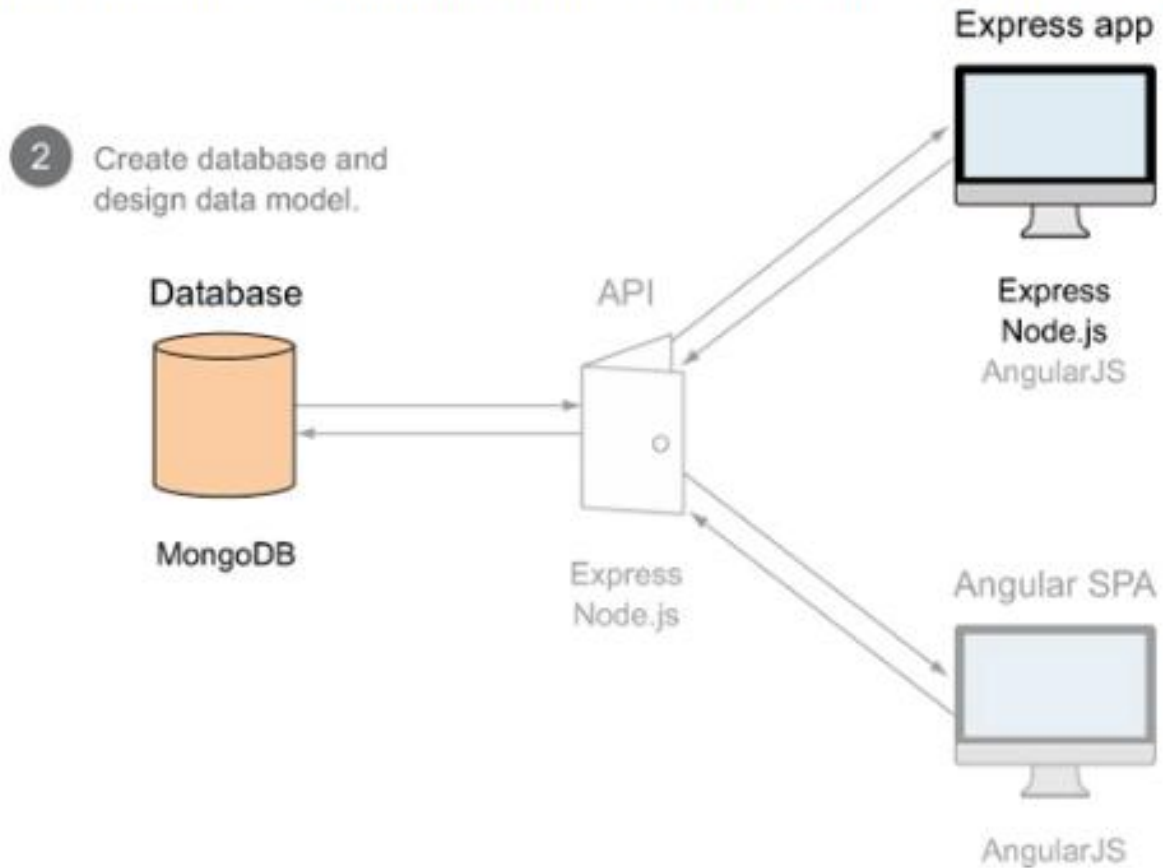 Express app
2
Create database and
design data model.
Database
API
Express
Node.js
AngularJS
MongoDB
Express
Node.js
Angular SPA
AngularJS